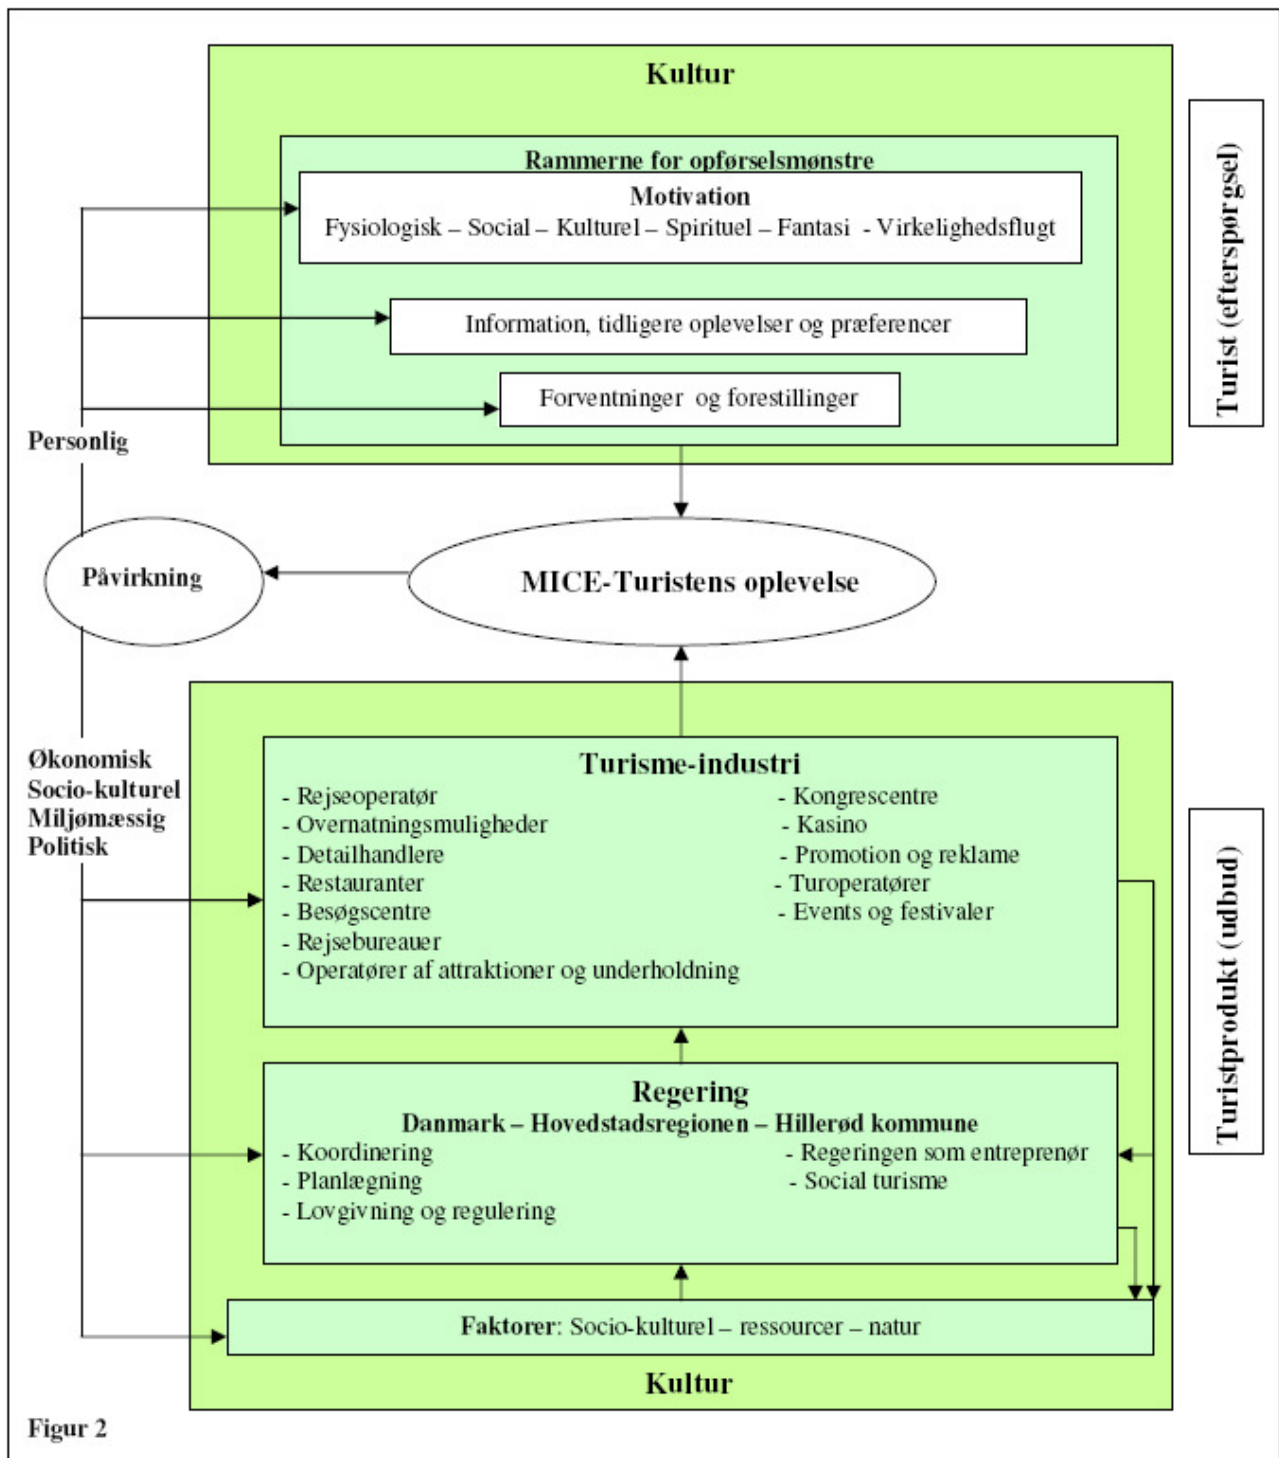 Kultur
Rammerne for opførselsmønstre
Motivation
Fysiologisk – Social – Kulturel – Spirituel – Fantasi - Virkelighedsflugt
Information, tidligere oplevelser og præferencer
Forventninger og forestillinger
Turist (efterspørgsel)
Personlig
Påvirkning
MICE-Turistens oplevelse
Økonomisk
Socio-kulturel
Miljømæssig
Politisk
Turisme-industri
- Rejseoperatør
- Overnatningsmuligheder
- Detailhandlere
- Restauranter
- Besøgscentre
- Rejsebureauer
- Operatører af attraktioner og underholdning
- Kongrescentre
- Kasino
- Promotion og reklame
- Turoperatører
- Events og festivaler
Regering
Danmark – Hovedstadsregionen – Hillerød kommune
- Koordinering
- Planlægning
- Lovgivning og regulering
- Regeringen som entreprenør
- Social turisme
Turistprodukt (udbud)
Faktorer: Socio-kulturel – ressourcer – natur
Kultur
Figur 2